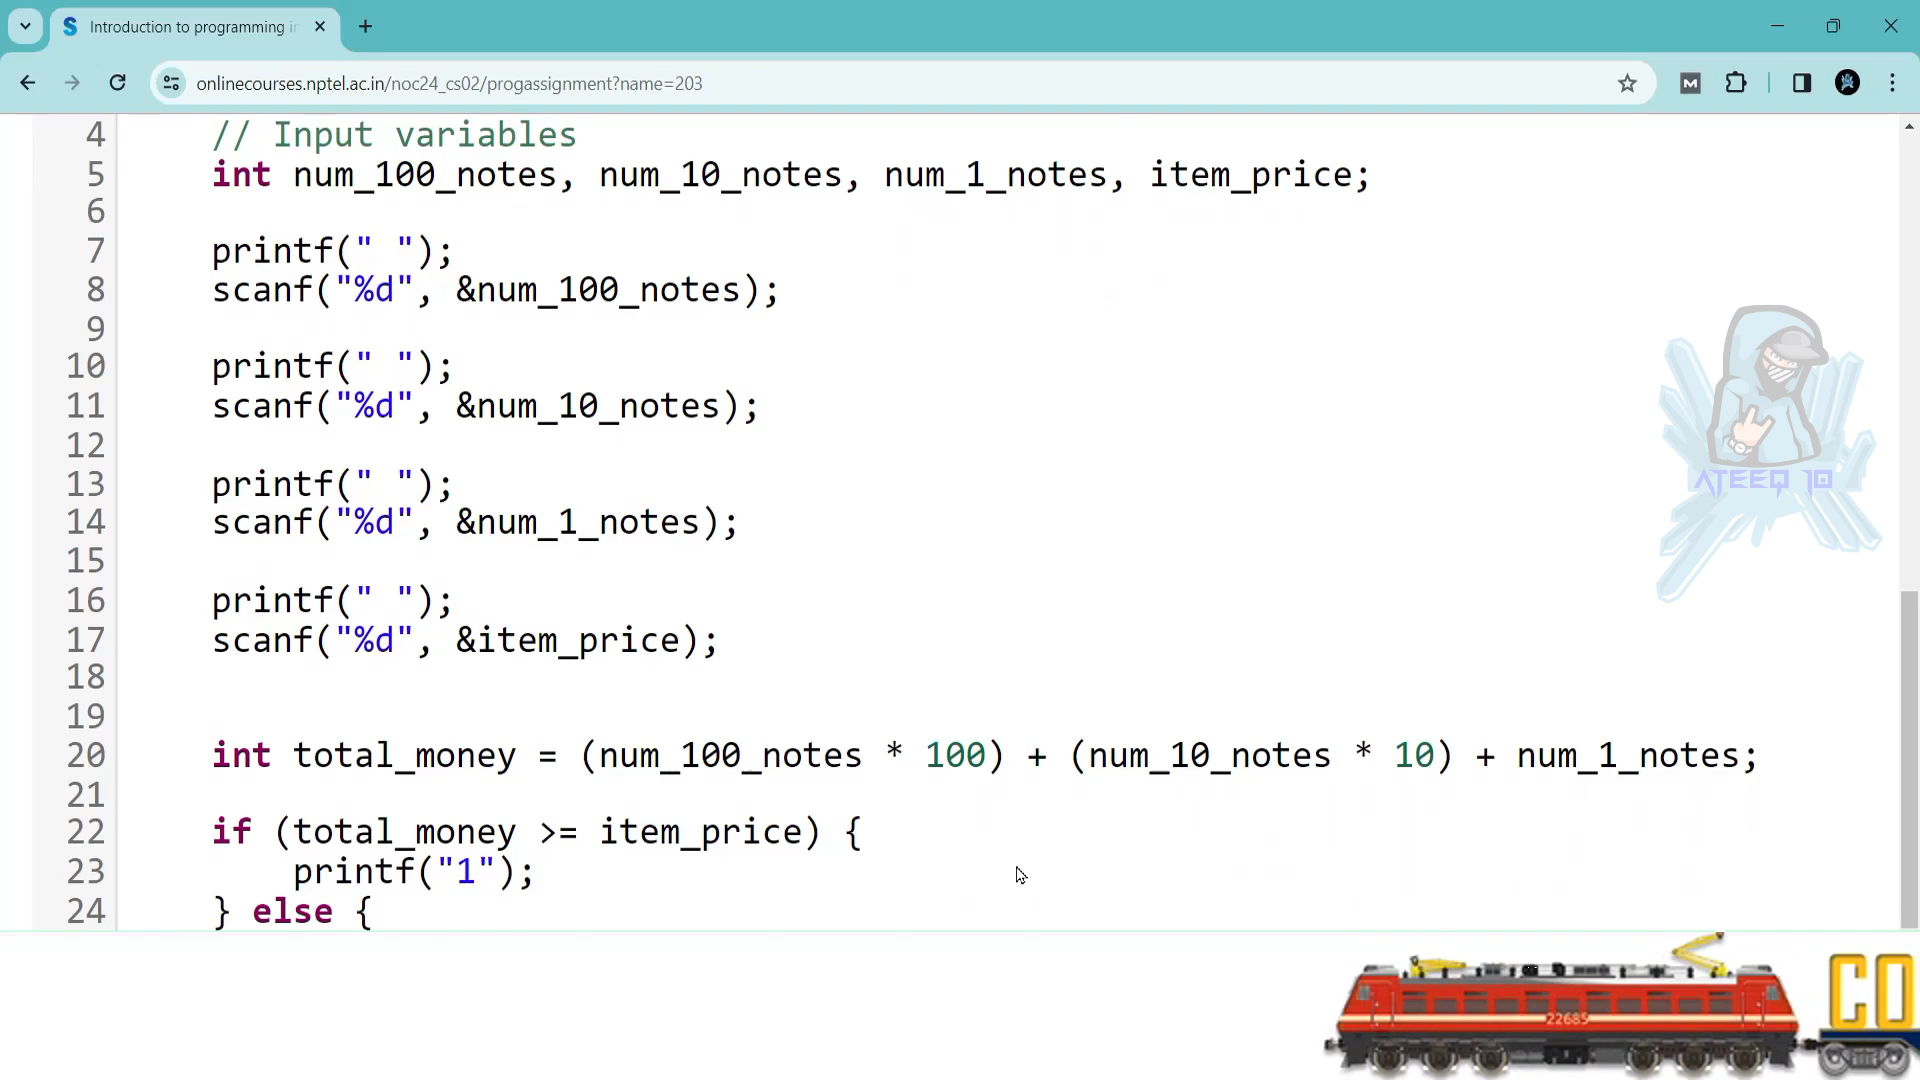 Introduction to programming i
onlinecourses.nptel.ac.in/noc24_cs02/progassignment?name=203
M
4 // Input variables
5 int num_100_notes, num_10_notes, num_1_notes, item_price;
6
7 printf(" ");
8 scanf("%d", &num_100_notes);
9
10 printf(" ");
11 scanf("%d", &num_10_notes);
12
13 printf(" ");
14 scanf("%d", &num_1_notes);
15
16 printf(" ");
17 scanf("%d", &item_price);
18
19
20 int total_money = (num_100_notes * 100) + (num_10_notes * 10) + num_1_notes;
21
22 if (total_money >= item_price) {
23 printf("1");
24 } else {
ATEEQ 10
22685
CO